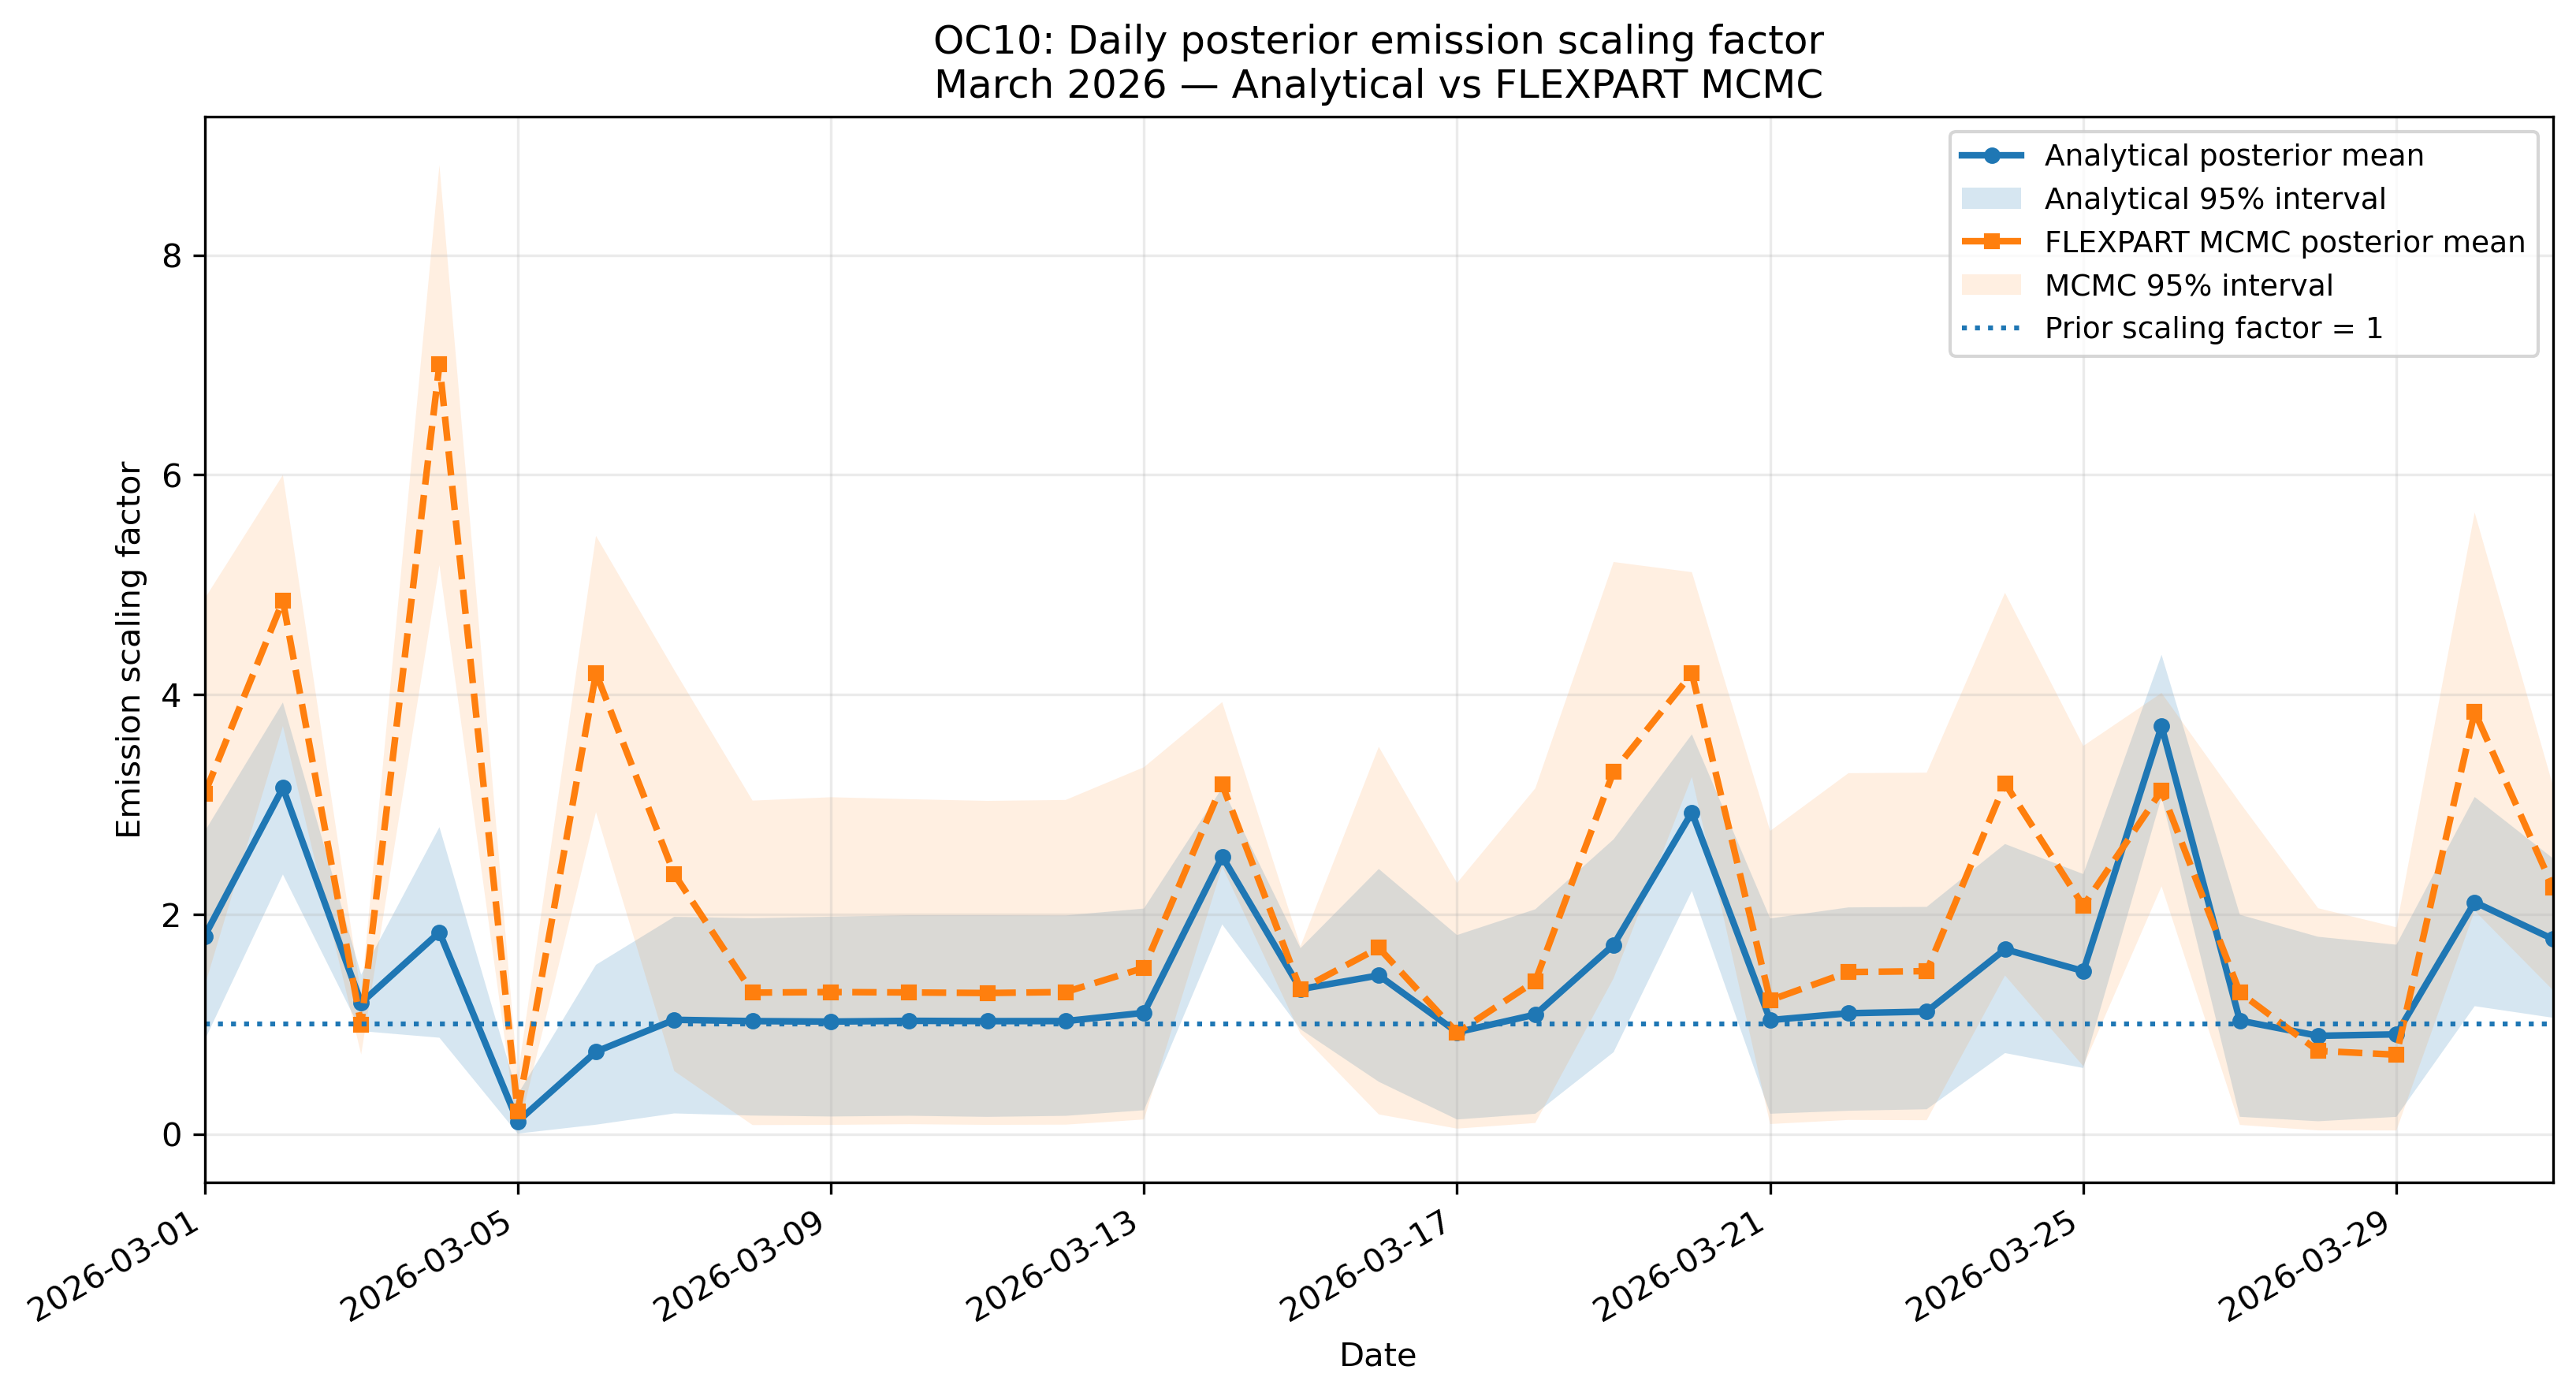 OC10: Daily posterior emission scaling factor
March 2026 — Analytical vs FLEXPART MCMC
Analytical posterior mean
Analytical 95% interval
FLEXPART MCMC posterior mean
MCMC 95% interval
Prior scaling factor = 1
Emission scaling factor
8
6
4
2
0
2026-03-01
2026-03-05
2026-03-09
2026-03-13
2026-03-17
2026-03-21
2026-03-25
2026-03-29
Date